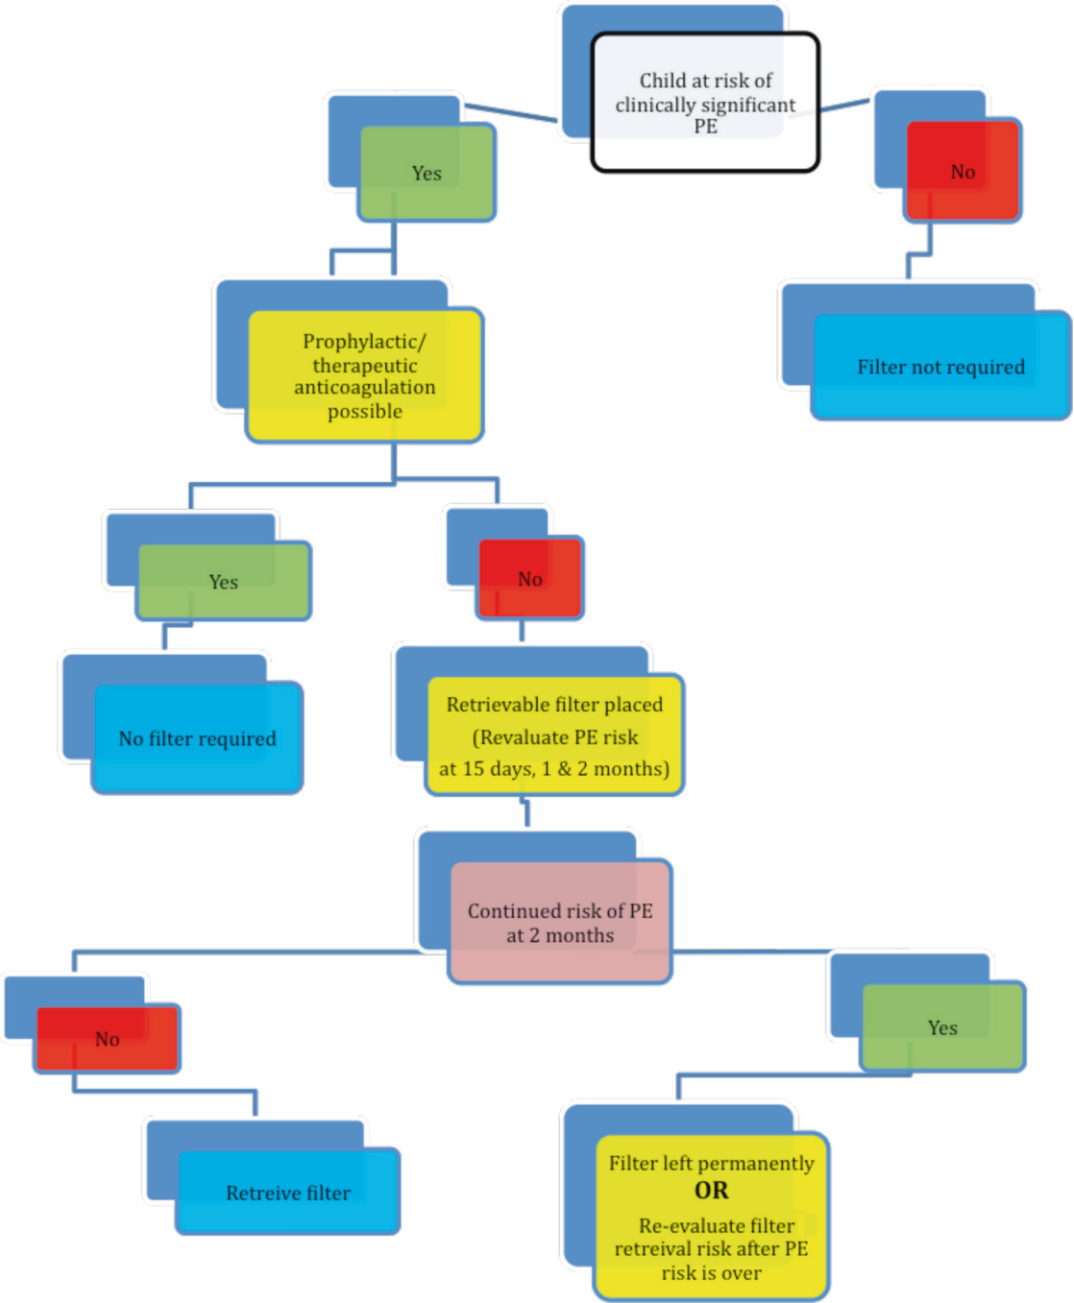 Child at risk of
clinically significant
PE
Yes
No
Prophylactic/
therapeutic
anticoagulation
possible
Filter not required
Yes
No
No filter required
Retrievable filter placed
(Revaluate PE risk
at 15 days, 1 & 2 months)
Continued risk of PE
at 2 months
No
Yes
Retreive filter
Filter left permanently
OR
Re-evaluate filter
retreival risk after PE
risk is over